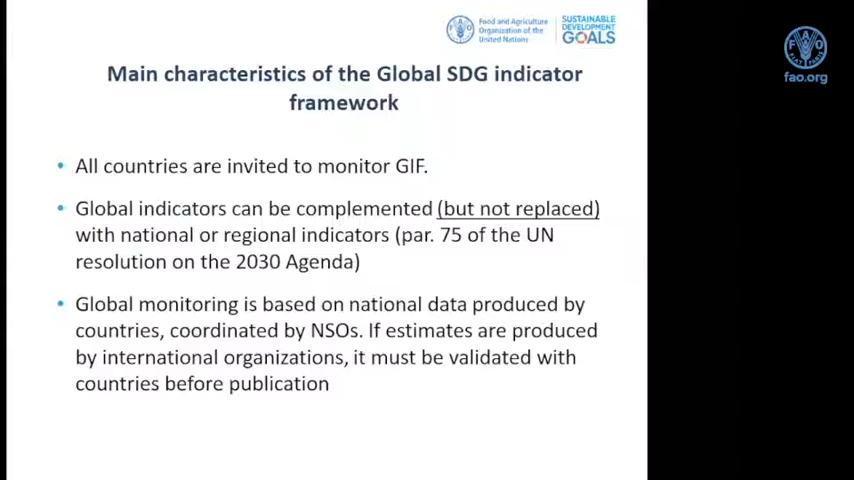 Food and Agriculture
Organization of the
United Nations
SUSTAINABLE
DEVELOPMENT
GOALS
fao.org
Main characteristics of the Global SDG indicator
framework
• All countries are invited to monitor GIF.
• Global indicators can be complemented (but not replaced)
with national or regional indicators (par. 75 of the UN
resolution on the 2030 Agenda)
• Global monitoring is based on national data produced by
countries, coordinated by NSOs. If estimates are produced
by international organizations, it must be validated with
countries before publication